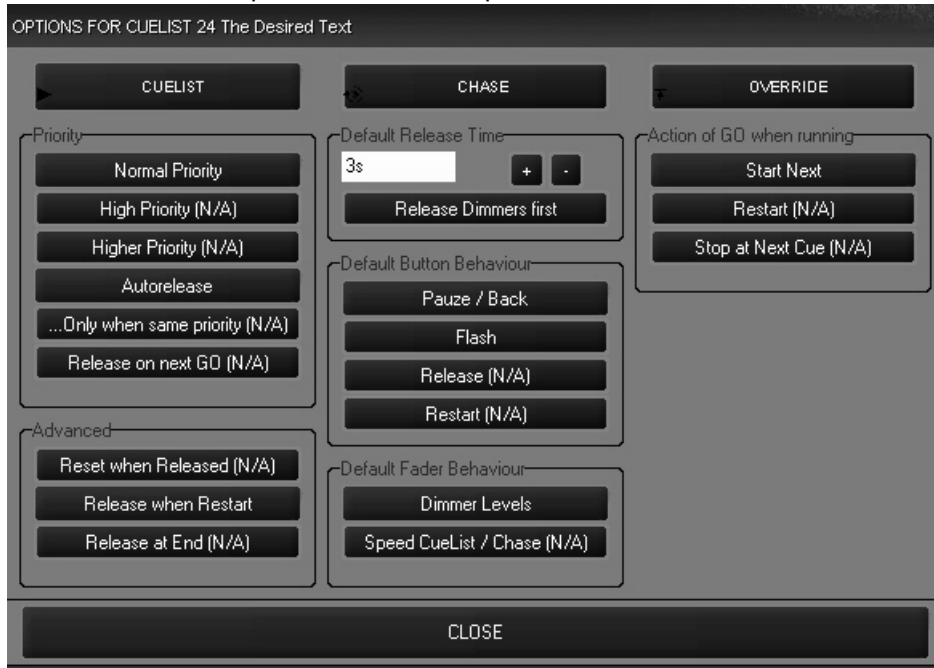 OPTIONS FOR CUELIST 24 The Desired Text
CUELIST
CHASE
OVERRIDE
Priority
Normal Priority
High Priority (N/A)
Higher Priority (N/A)
Autorelease
...Only when same priority (N/A)
Release on next GO (N/A)
Advanced
Reset when Released (N/A)
Release when Restart
Release at End (N/A)
Default Release Time
3s
+ -
Release Dimmers first
Default Button Behaviour
Pauze / Back
Flash
Release (N/A)
Restart (N/A)
Default Fader Behaviour
Dimmer Levels
Speed CueList / Chase (N/A)
Action of GO when running
Start Next
Restart (N/A)
Stop at Next Cue (N/A)
CLOSE